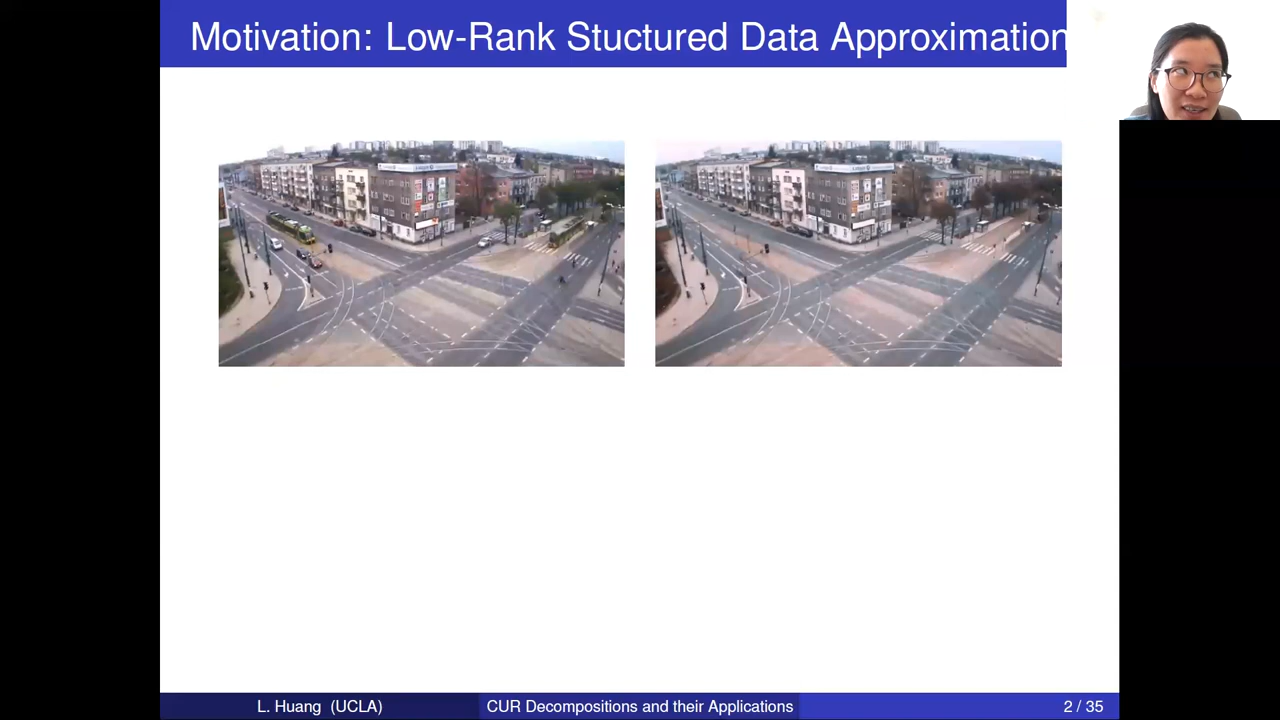 Motivation: Low-Rank Stuctured Data Approximation
L. Huang (UCLA)
CUR Decompositions and their Applications
2 / 35